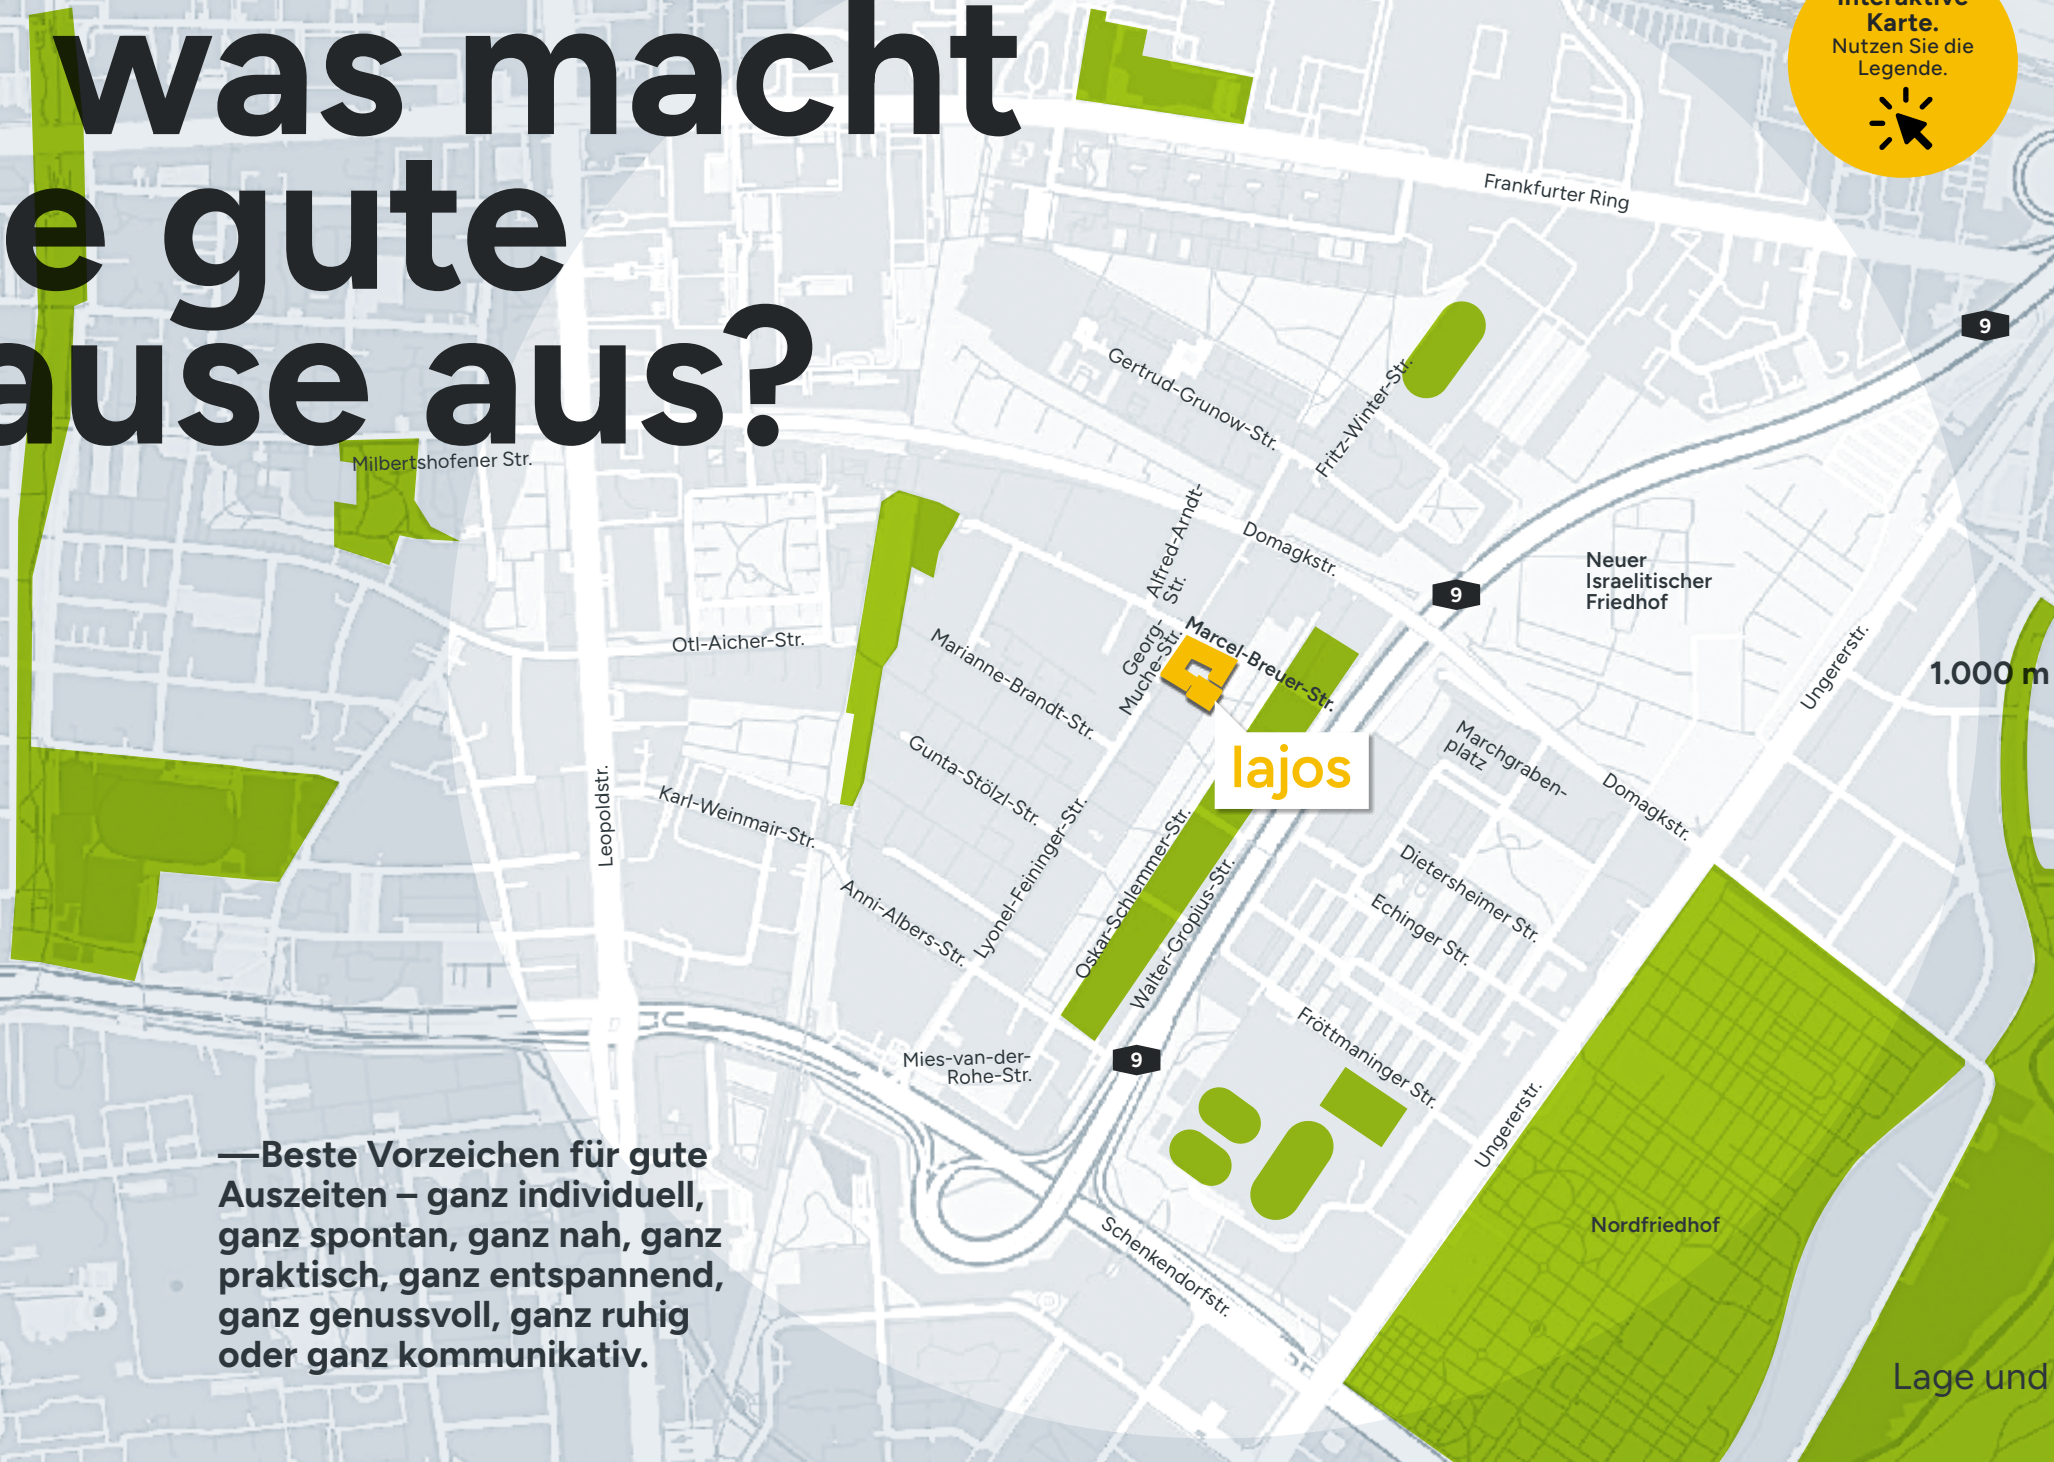 was macht
e gute
ause aus?
Interaktive
Karte.
Nutzen Sie die
Legende.
Frankfurter Ring
9
Gertrud-Grunow-Str.
Fritz-Winter-Str.
Milbertshofener Str.
Alfred-Arndt-
Str.
Domagkstr.
9
Neuer
Israelitischer
Friedhof
Otl-Aicher-Str.
Marianne-Brandt-Str.
Georg-
Muche-Str.
Marcel-Breuer-Str.
Ungererstr.
1.000 m
lajos
Marchgraben-
platz
Domagkstr.
Leopoldstr.
Karl-Weinmair-Str.
Gunta-Stölzl-Str.
Lyonel-Feininger-Str.
Anni-Albers-Str.
Oskar-Schlemmer-Str.
Walter-Gropius-Str.
Dietersheimer Str.
Echinger Str.
Mies-van-der-
Rohe-Str.
9
Fröttmaninger Str.
Ungererstr.
Nordfriedhof
Schenkendorfstr.
—Beste Vorzeichen für gute
Auszeiten – ganz individuell,
ganz spontan, ganz nah, ganz
praktisch, ganz entspannend,
ganz genussvoll, ganz ruhig
oder ganz kommunikativ.
Lage und